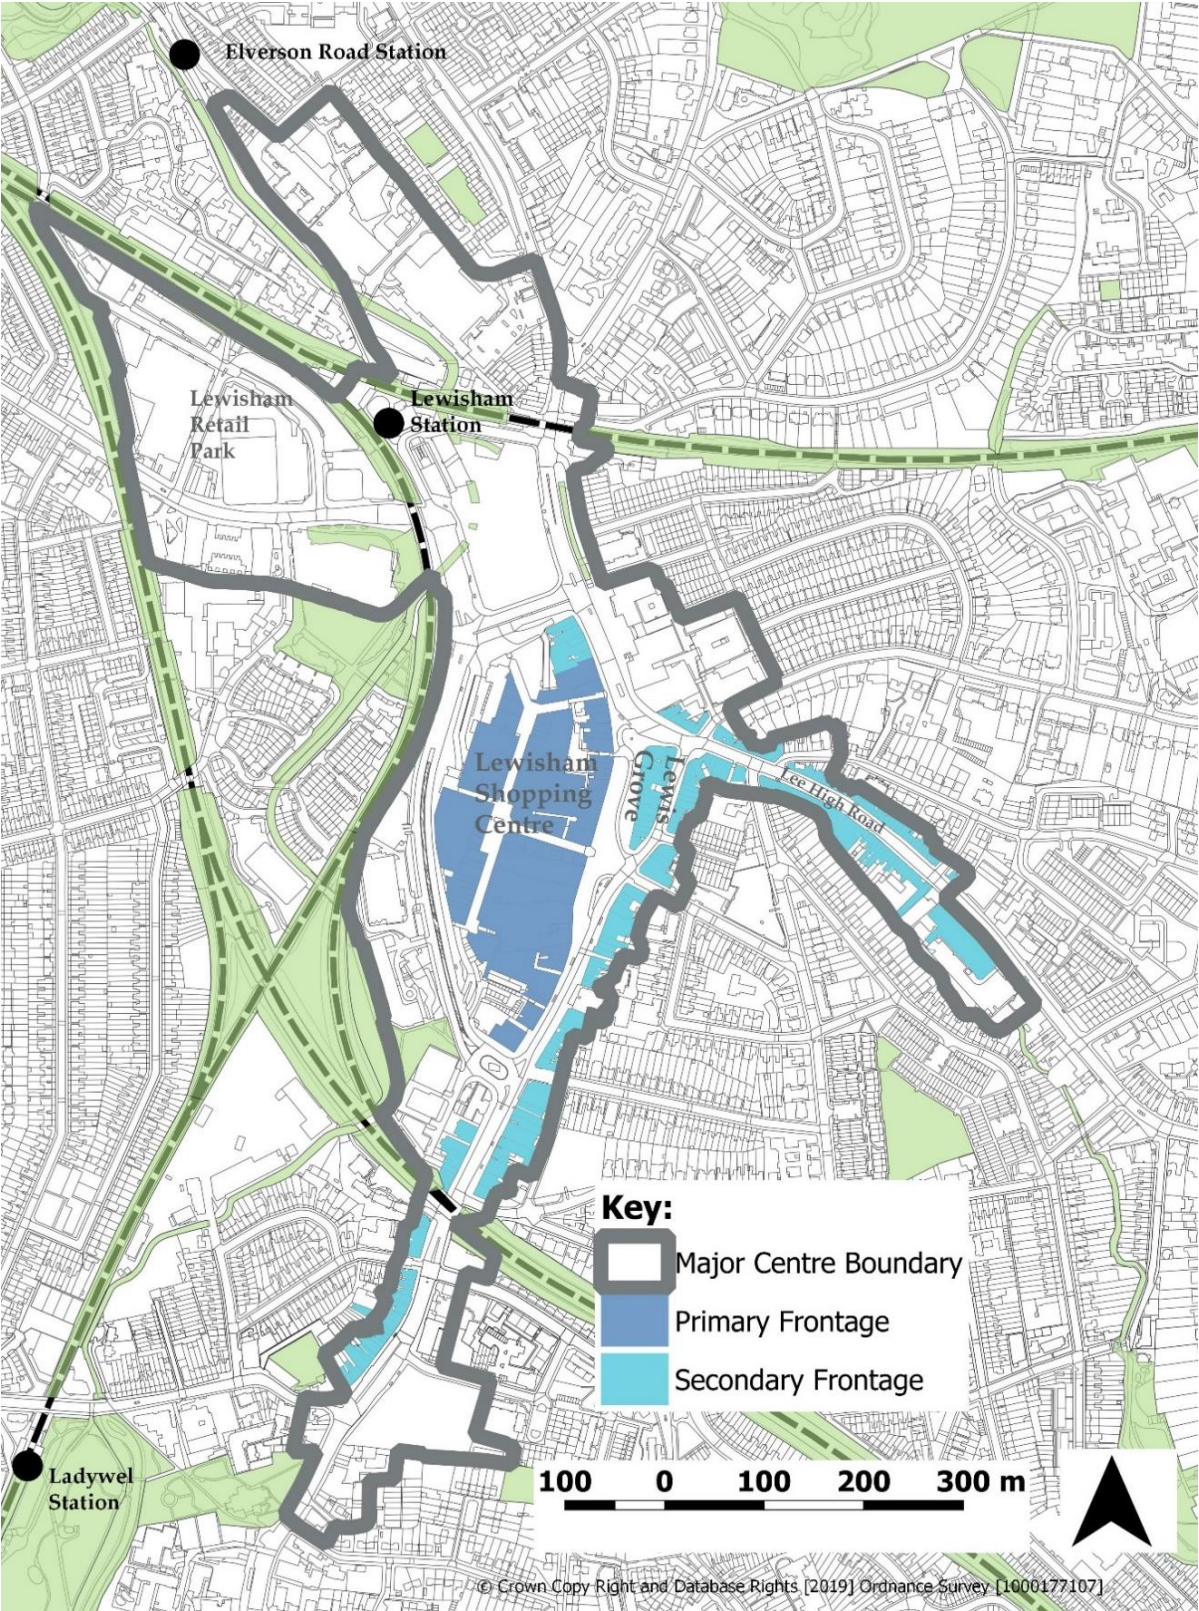 Elverson Road Station
Lewisham
Station
Lewisham
Retail
Park
Lewisham
Shopping
Centre
Lewis
Grove
Lee High Road
Key:
Major Centre Boundary
Primary Frontage
Secondary Frontage
Ladywel
Station
100 0 100 200 300 m
© Crown Copy Right and Database Rights [2019] Ordnance Survey [1000177107]